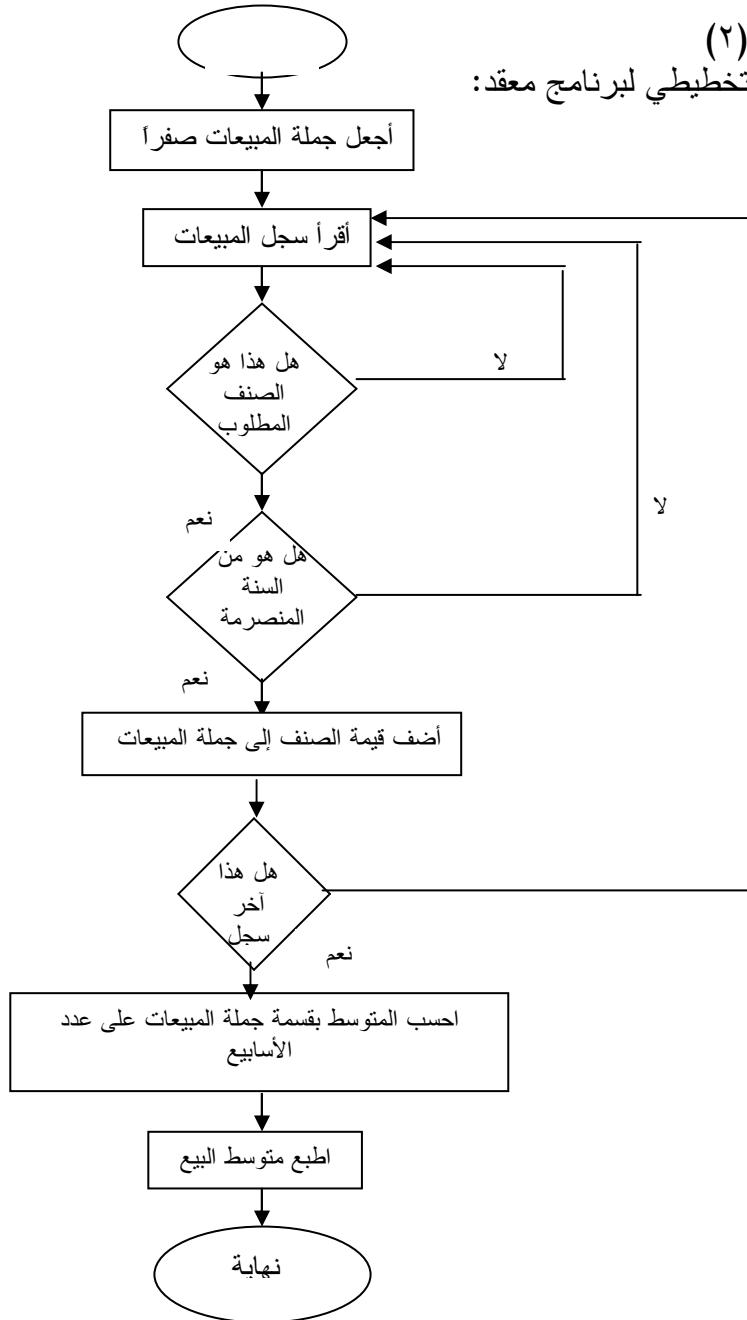 (٢)
تخطيطي لبرنامج معقد:
أجعل جملة المبيعات صفراً
أقرأ سجل المبيعات
هل هذا هو
الصنف
المطلوب
لا
نعم
هل هو من
السنة
المنصرمة
لا
نعم
أضف قيمة الصنف إلى جملة المبيعات
هل هذا
آخر
سجل
نعم
احسب المتوسط بقسمة جملة المبيعات على عدد
الأسابيع
اطبع متوسط البيع
نهاية